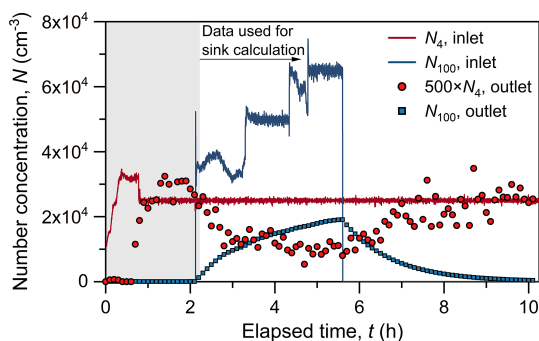 Data used for
sink calculation
N₄, inlet
N₁₀₀, inlet
500×N₄, outlet
N₁₀₀, outlet
Number concentration, N (cm⁻³)
8x10⁴
6x10⁴
4x10⁴
2x10⁴
0
0 2 4 6 8 10
Elapsed time, t (h)